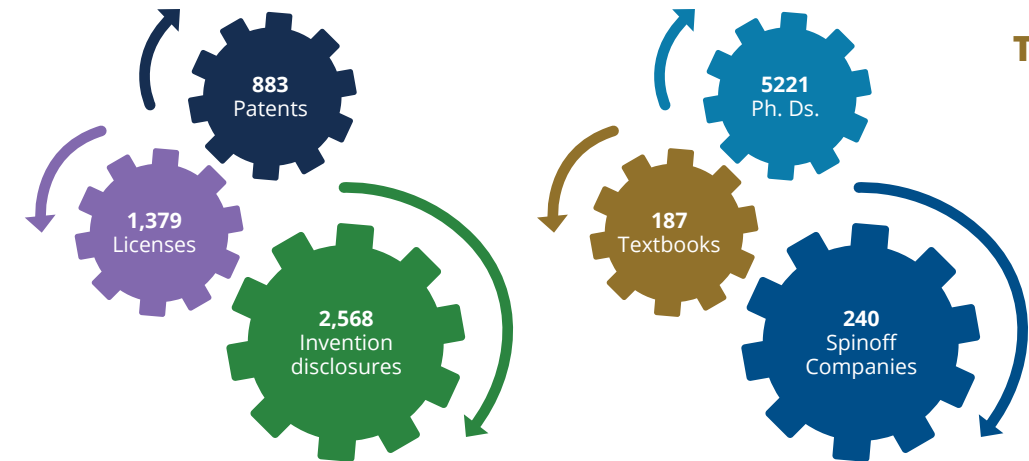 883
Patents
1,379
Licenses
2,568
Invention
disclosures
5221
Ph. Ds.
187
Textbooks
240
Spinoff
Companies
T